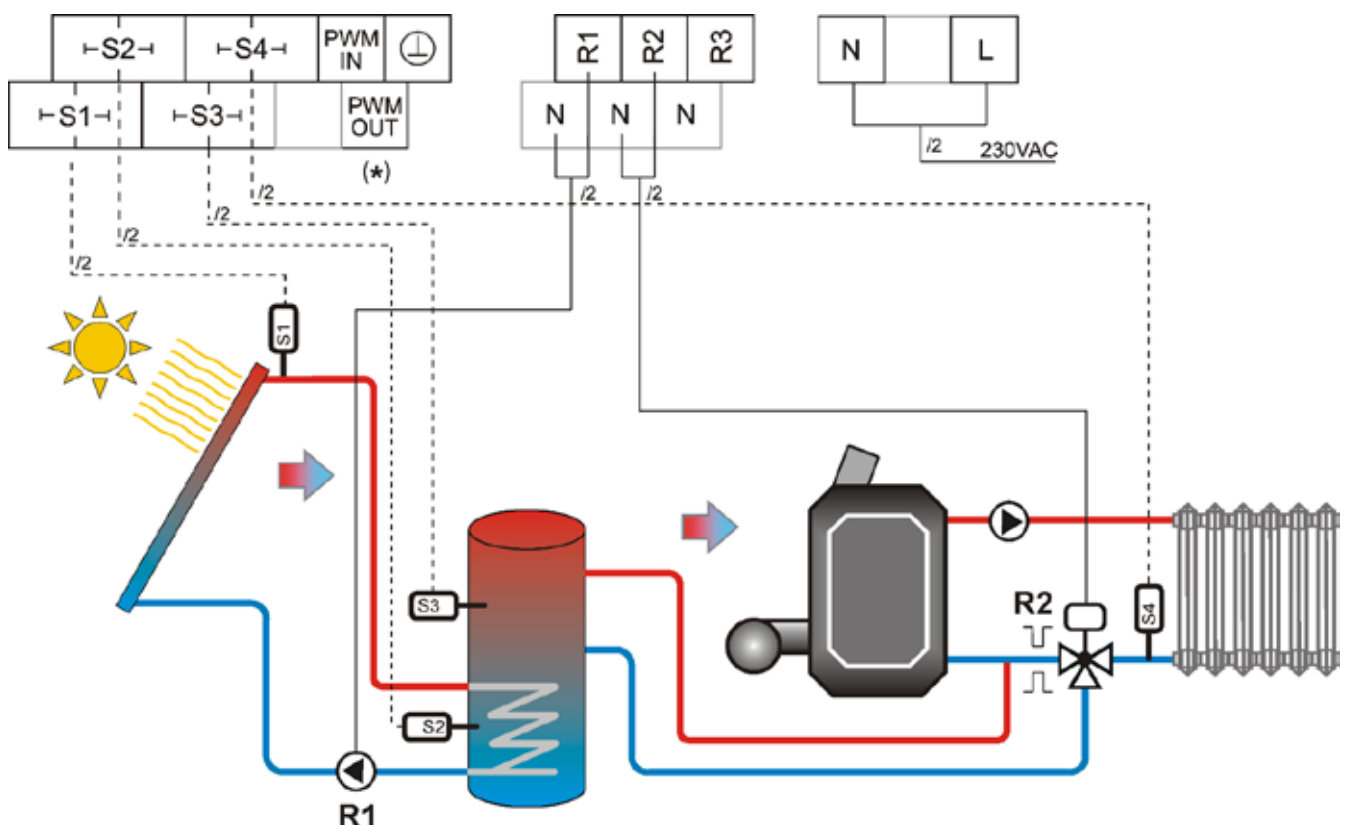 ⊢S2⊣ ⊢S4⊣ PWM IN
⊢S1⊣ ⊢S3⊣ PWM OUT
(*)
R1 R2 R3
N N N
N L
/2 230VAC
/2 /2 /2 /2 /2 /2
S1
S3
S2
R1
R2
S4